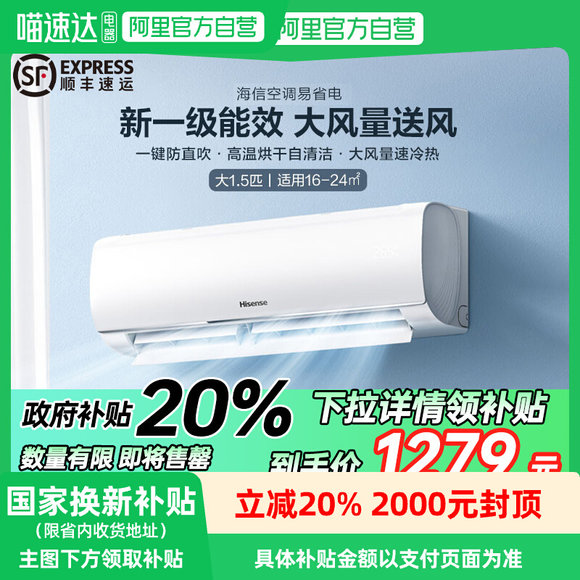 喵速达电器 阿里官方自营 阿里官方自营
SF EXPRESS
顺丰速运
海信空调易省电
新一级能效 大风量送风
一键防直吹·高温烘干自清洁·大风量速冷热
大1.5匹|适用16-24㎡
Hisense
政府补贴20%
下拉详情领补贴
数量有限 即将售罄
到手价1279元
国家换新补贴
(限省内收货地址)
主图下方领取补贴
立减20% 2000元封顶
具体补贴金额以支付页面为准